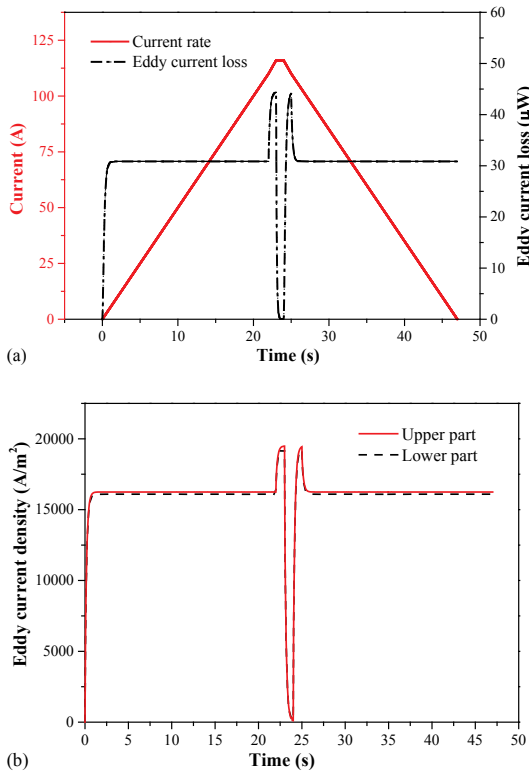 125
100
75
50
25
0
Current (A)
Current rate
Eddy current loss
60
50
40
30
20
10
0
Eddy current loss (μW)
0 10 20 30 40 50
Time (s)
(a)
20000
15000
10000
5000
0
Eddy current density (A/m²)
Upper part
Lower part
0 5 10 15 20 25 30 35 40 45 50
Time (s)
(b)